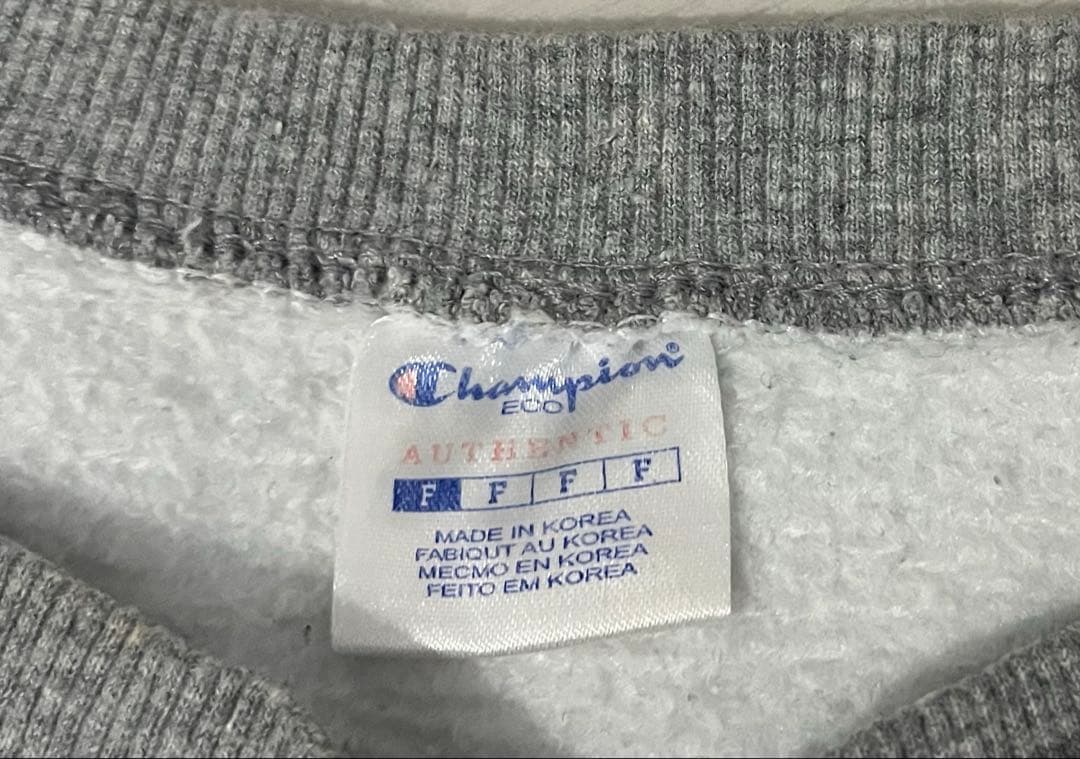 Champion®
ECO
AUTHENTIC
F F F F
MADE IN KOREA
FABIQUT AU KOREA
MECMO EN KOREA
FEITO EM KOREA